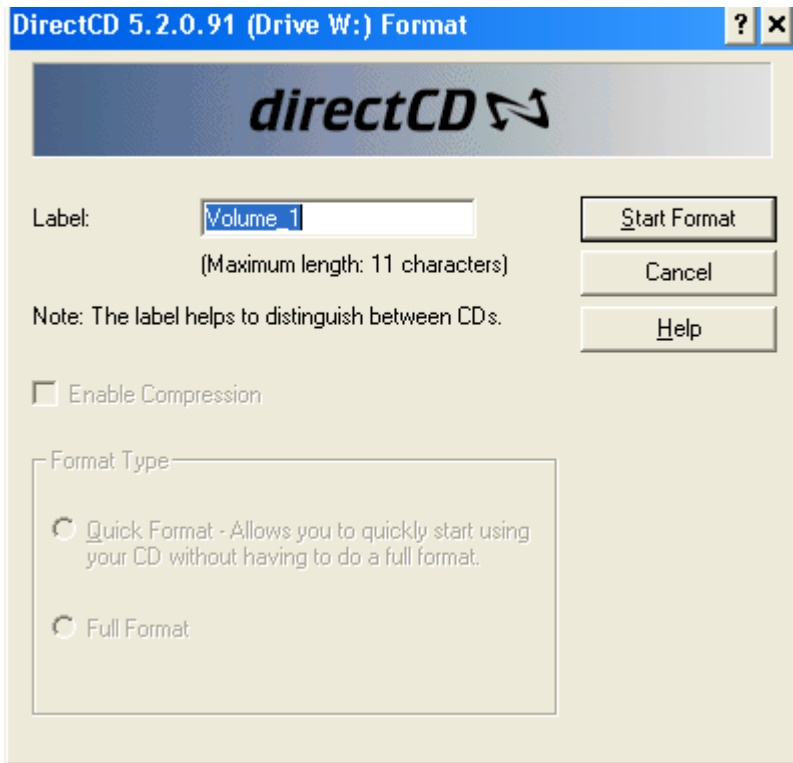 DirectCD 5.2.0.91 (Drive W:) Format
directCD
Label:
Volume_1
Start Format
(Maximum length: 11 characters)
Cancel
Note: The label helps to distinguish between CDs.
Help
Enable Compression
Format Type
Quick Format - Allows you to quickly start using
your CD without having to do a full format.
Full Format